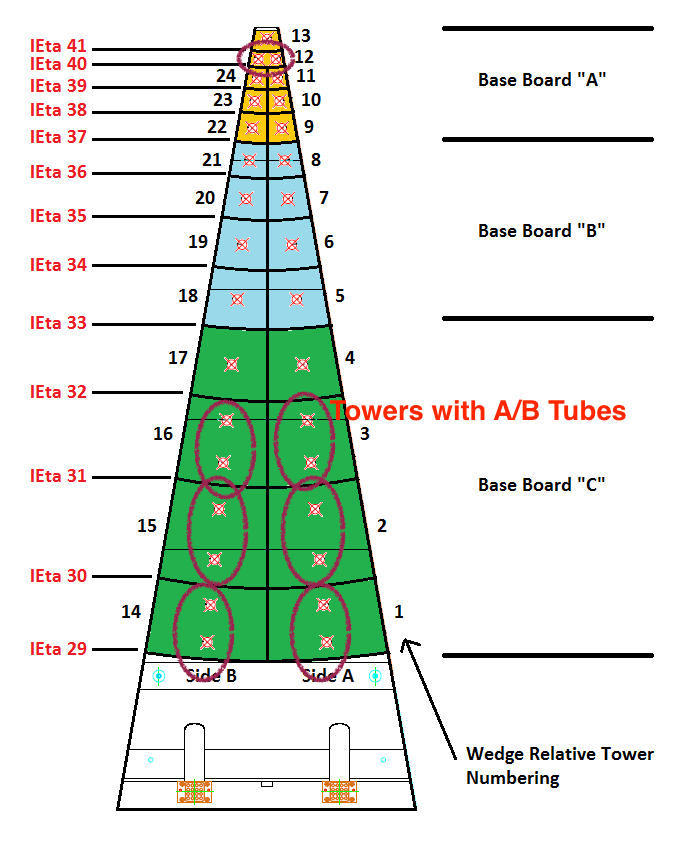 13
IEta 41
12
IEta 40
24
11
IEta 39
Base Board "A"
23
10
IEta 38
22
9
IEta 37
21
8
IEta 36
20
7
IEta 35
Base Board "B"
19
6
IEta 34
18
5
IEta 33
17
4
IEta 32
Towers with A/B Tubes
16
3
IEta 31
Base Board "C"
15
2
IEta 30
14
1
IEta 29
Side B
Side A
Wedge Relative Tower
Numbering